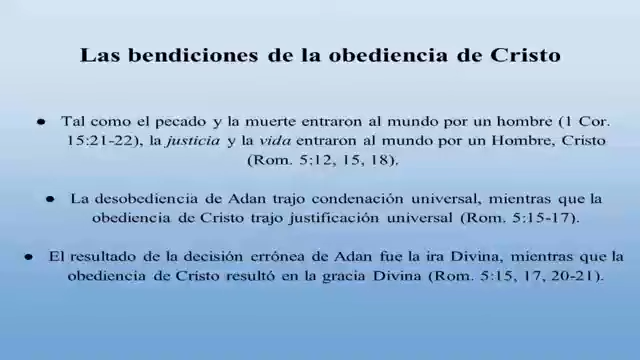 Las bendiciones de la obediencia de Cristo
● Tal como el pecado y la muerte entraron al mundo por un hombre (1 Cor.
15:21-22), la justicia y la vida entraron al mundo por un Hombre, Cristo
(Rom. 5:12, 15, 18).
● La desobediencia de Adan trajo condenación universal, mientras que la
obediencia de Cristo trajo justificación universal (Rom. 5:15-17).
● El resultado de la decisión errónea de Adan fue la ira Divina, mientras que la
obediencia de Cristo resultó en la gracia Divina (Rom. 5:15, 17, 20-21).